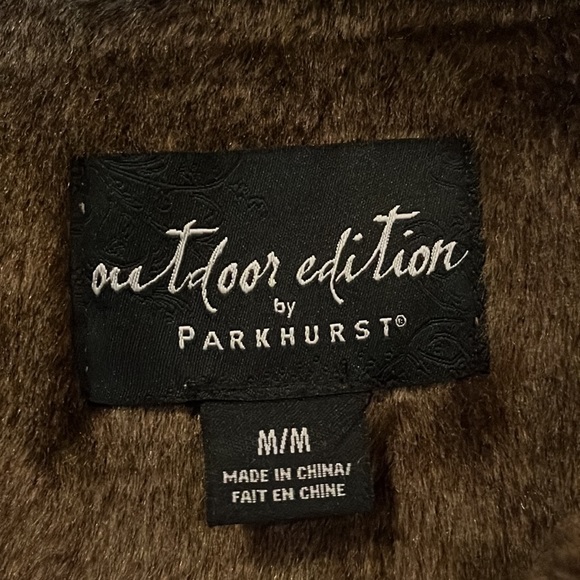 outdoor edition
by
PARKHURST®
M/M
MADE IN CHINA/
FAIT EN CHINE